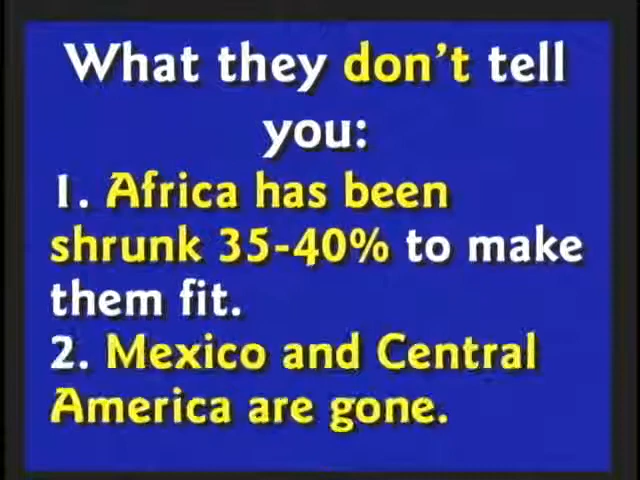 What they don't tell
you:
1. Africa has been
shrunk 35-40% to make
them fit.
2. Mexico and Central
America are gone.